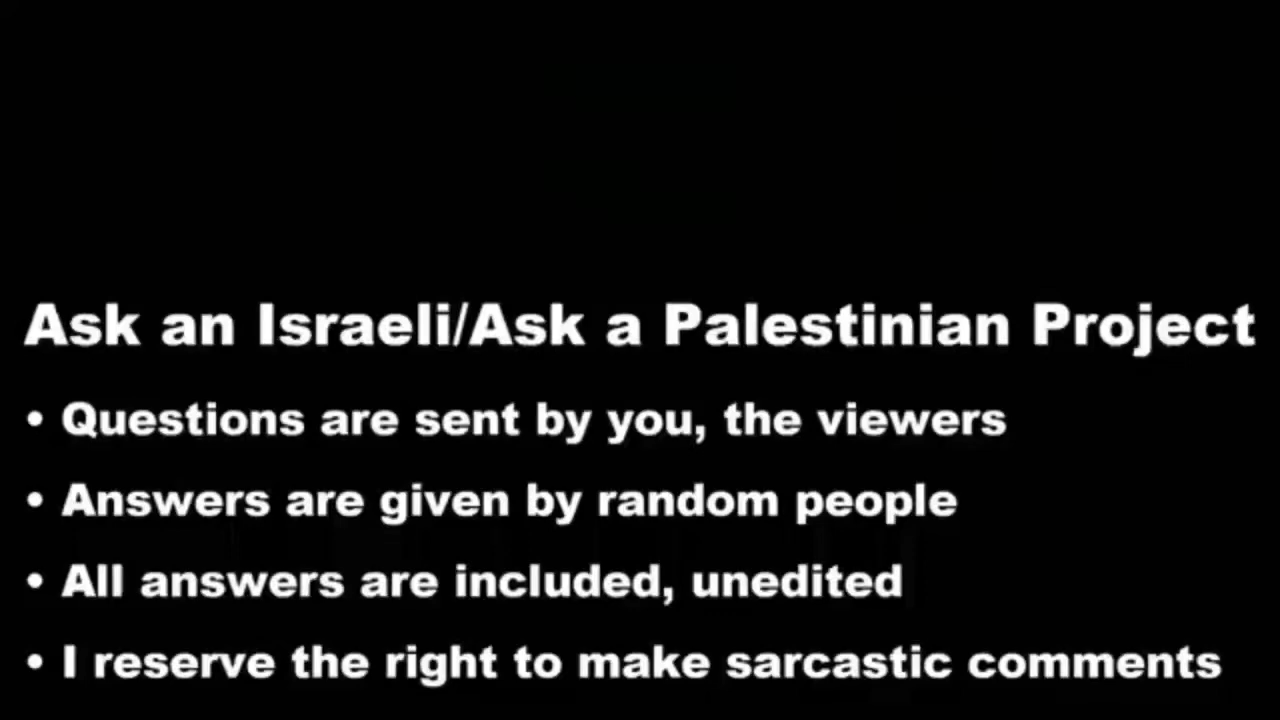 Ask an Israeli/Ask a Palestinian Project
• Questions are sent by you, the viewers
• Answers are given by random people
• All answers are included, unedited
• I reserve the right to make sarcastic comments